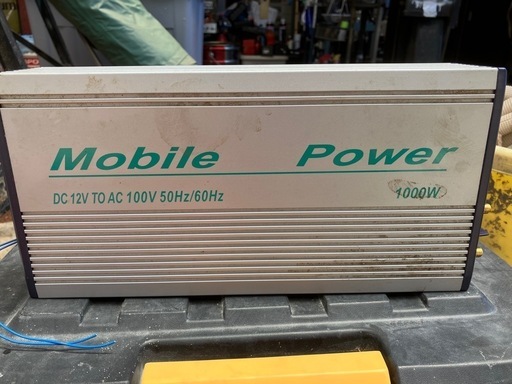 Mobile Power
DC 12V TO AC 100V 50Hz/60Hz 1000W